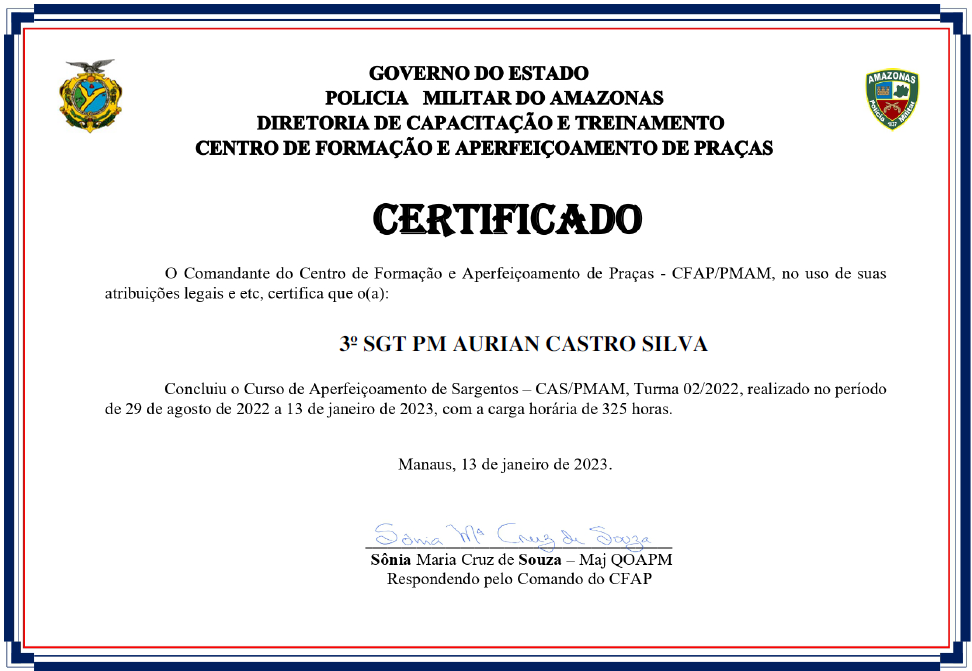 GOVERNO DO ESTADO
POLICIA MILITAR DO AMAZONAS
DIRETORIA DE CAPACITAÇÃO E TREINAMENTO
CENTRO DE FORMAÇÃO E APERFEIÇOAMENTO DE PRAÇAS
AMAZONAS
Polícia Militar
CERTIFICADO
O Comandante do Centro de Formação e Aperfeiçoamento de Praças - CFAP/PMAM, no uso de suas
atribuições legais e etc, certifica que o(a):
3º SGT PM AURIAN CASTRO SILVA
Concluiu o Curso de Aperfeiçoamento de Sargentos – CAS/PMAM, Turma 02/2022, realizado no período
de 29 de agosto de 2022 a 13 de janeiro de 2023, com a carga horária de 325 horas.
Manaus, 13 de janeiro de 2023.
Sônia Mª Cruz de Souza
Sônia Maria Cruz de Souza – Maj QOAPM
Respondendo pelo Comando do CFAP